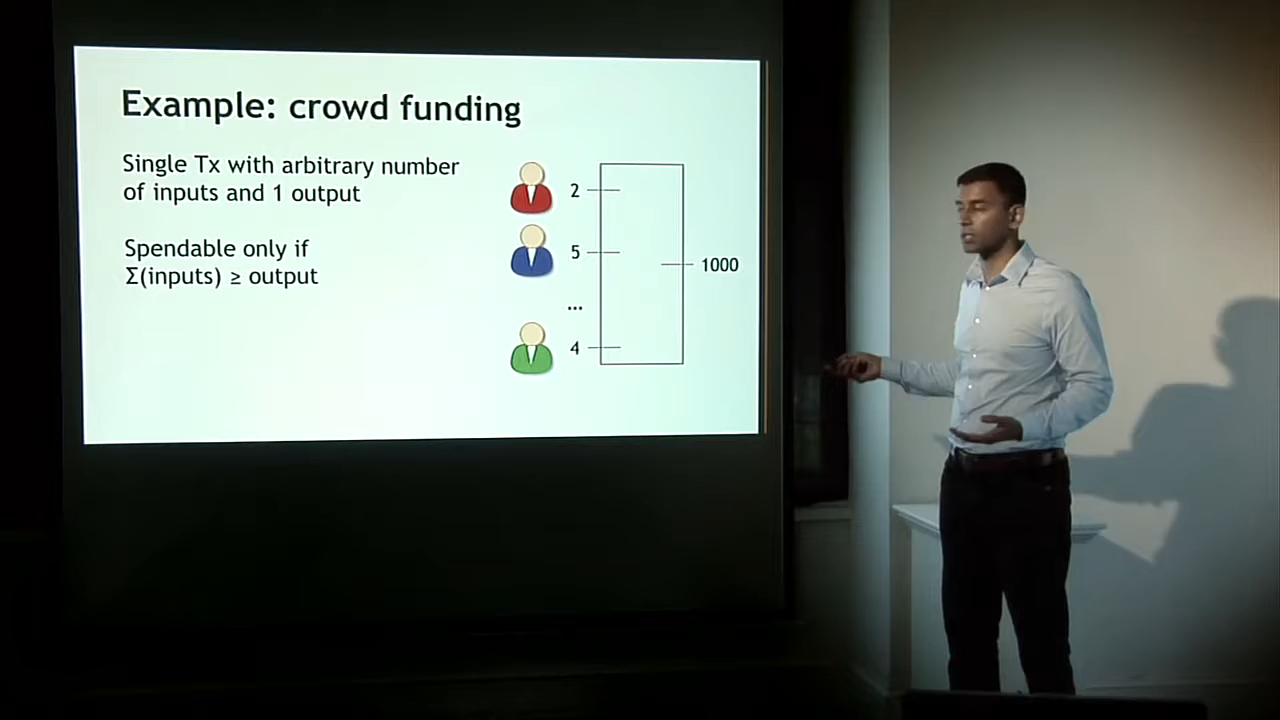 Example: crowd funding
Single Tx with arbitrary number
of inputs and 1 output
Spendable only if
Σ(inputs) ≥ output
2
5
...
4
1000